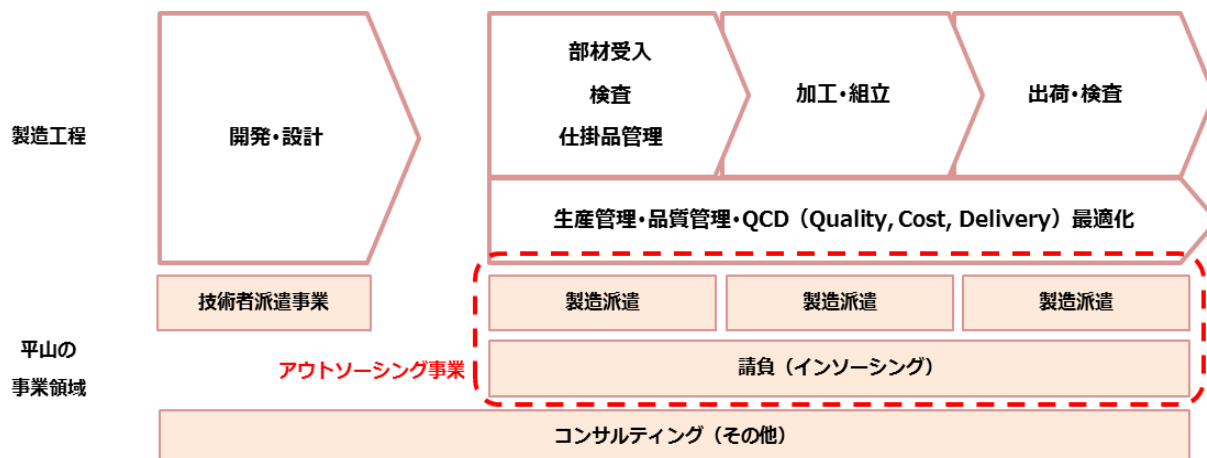 製造工程
開発・設計
部材受入
検査
仕掛品管理
加工・組立
出荷・検査
生産管理・品質管理・QCD（Quality, Cost, Delivery）最適化
平山の
事業領域
技術者派遣事業
製造派遣
製造派遣
製造派遣
アウトソーシング事業
請負（インソーシング）
コンサルティング（その他）